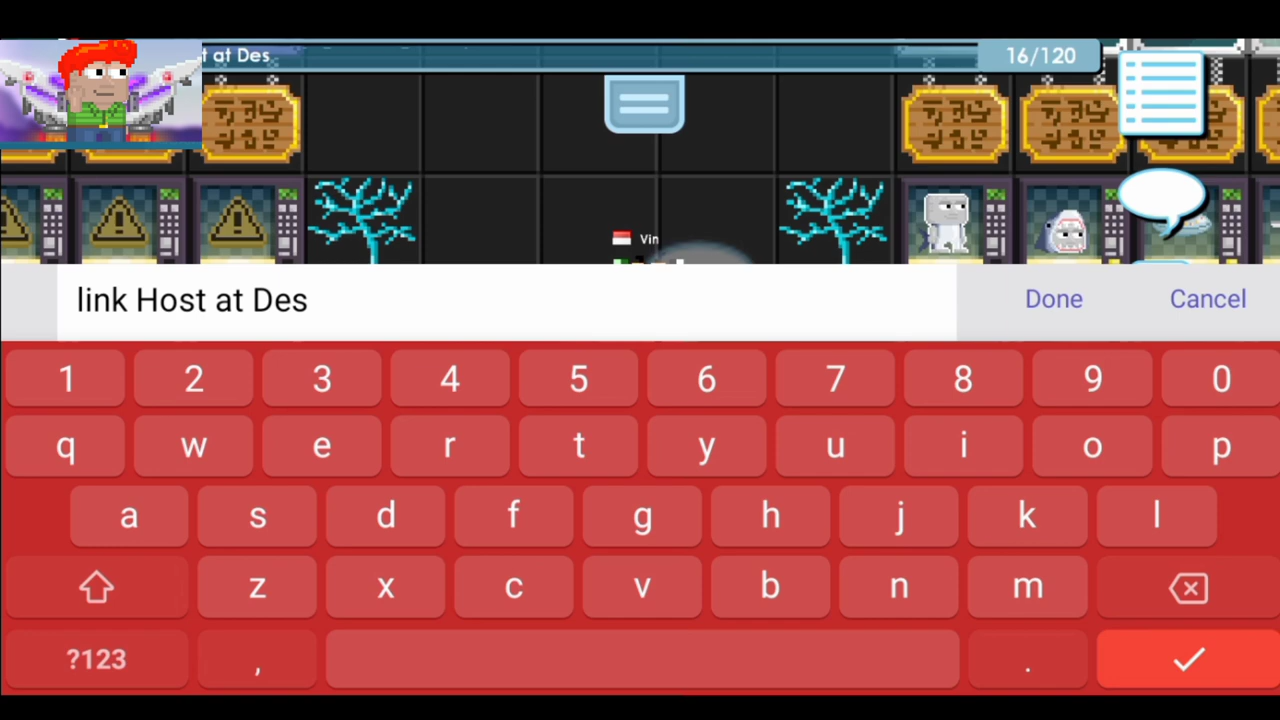 t at Des
16/120
Vin
link Host at Des
Done
Cancel
1 2 3 4 5 6 7 8 9 0
q w e r t y u i o p
a s d f g h j k l
z x c v b n m
?123 , .